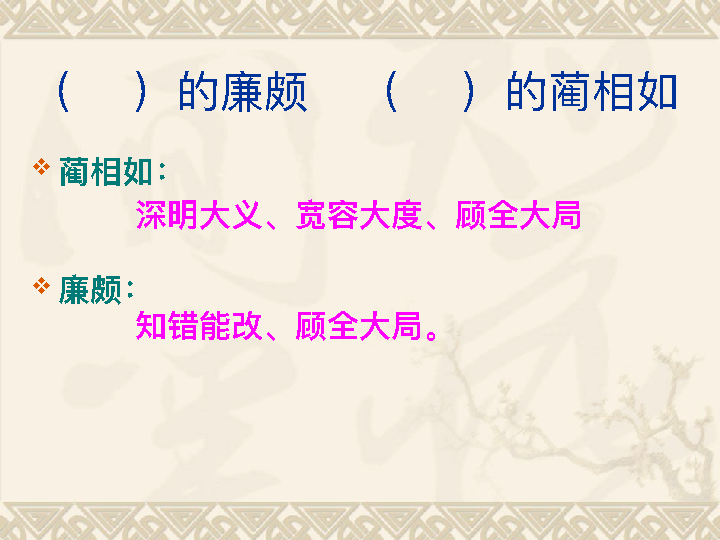 （　）的廉颇　（　）的蔺相如
蔺相如：
深明大义、宽容大度、顾全大局
廉颇：
知错能改、顾全大局。